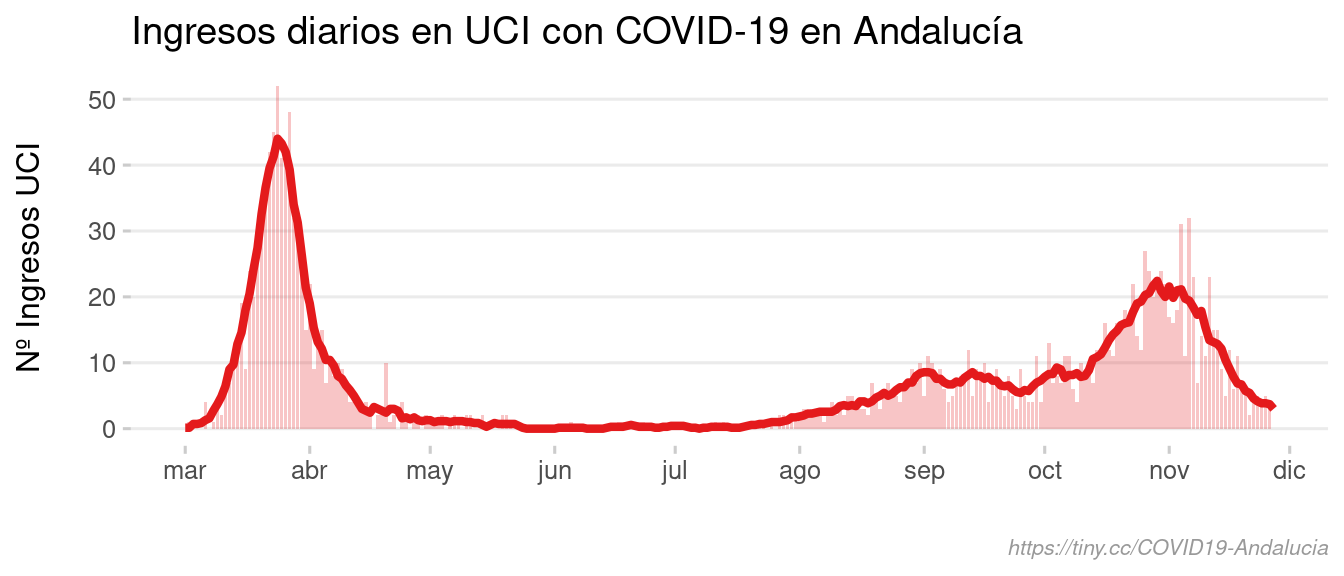 Ingresos diarios en UCI con COVID-19 en Andalucía
Nº Ingresos UCI
50
40
30
20
10
0
mar abr may jun jul ago sep oct nov dic
https://tiny.cc/COVID19-Andalucia